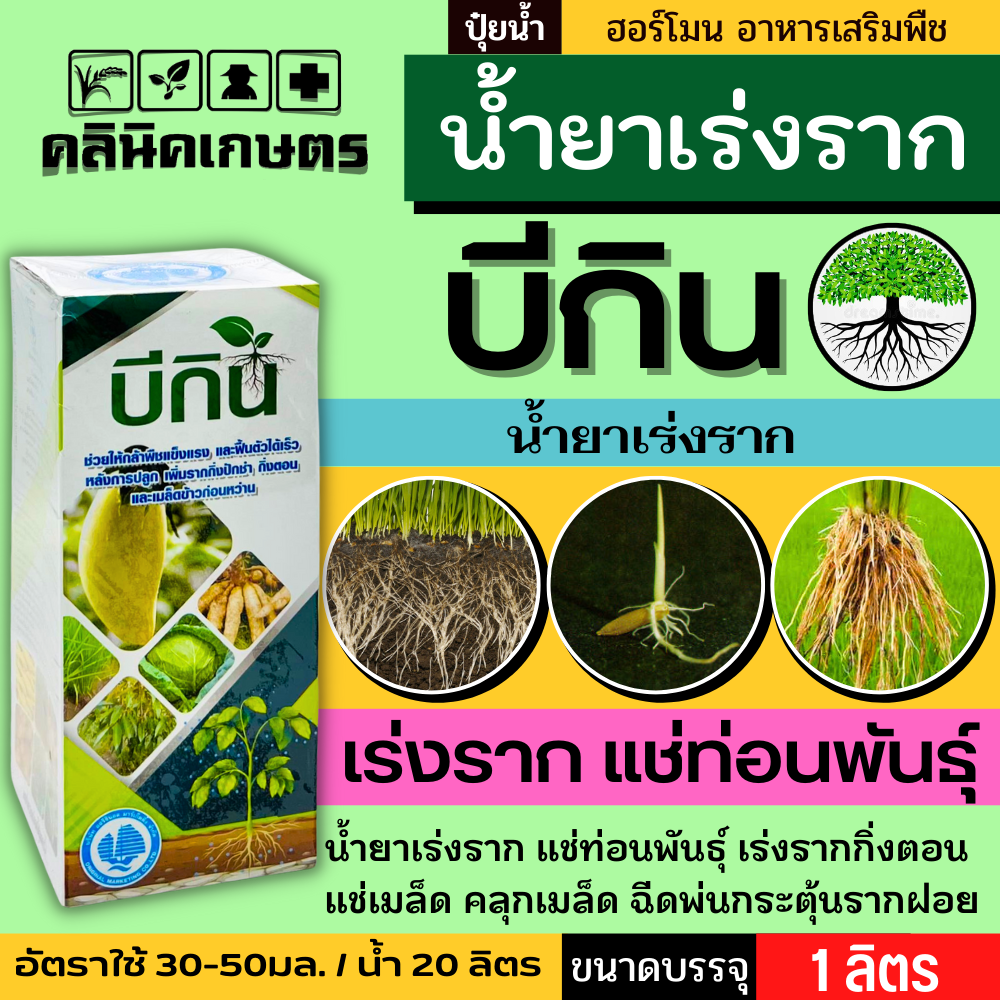 ปุ๋ยน้ำ
ฮอร์โมน อาหารเสริมพืช
คลินิคเกษตร
น้ำยาเร่งราก
บีกิน
น้ำยาเร่งราก
บีกิน
ช่วยให้กล้าพืชแข็งแรง และฟื้นตัวได้เร็ว
หลังการปลูก เพิ่มรากกิ่งปักชำ กิ่งตอน
และเมล็ดข้าวก่อนหว่าน
เร่งราก แช่ท่อนพันธุ์
น้ำยาเร่งราก แช่ท่อนพันธุ์ เร่งรากกิ่งตอน
แช่เมล็ด คลุกเมล็ด ฉีดพ่นกระตุ้นรากฝอย
อัตราใช้ 30-50มล. / น้ำ 20 ลิตร
ขนาดบรรจุ
1 ลิตร